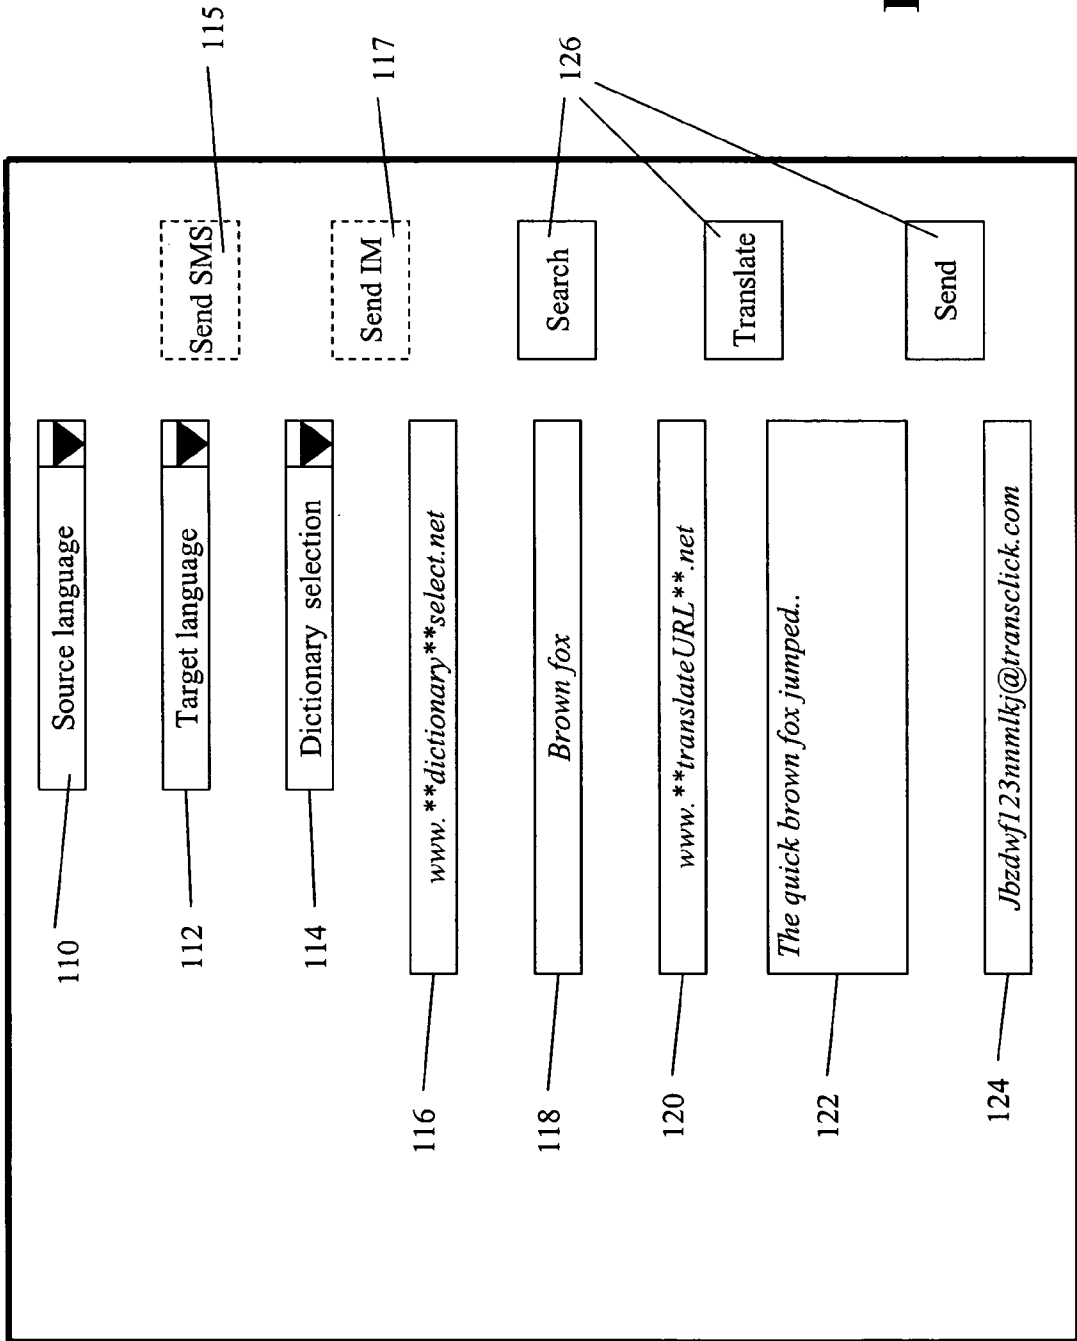 110
Source language
Send SMS
115
112
Target language
Send IM
117
114
Dictionary selection
116
www.**dictionary**select.net
Search
126
118
Brown fox
120
www.**translateURL**.net
Translate
122
The quick brown fox jumped..
Send
124
Jbzdwf123nnmlkj@transclick.com